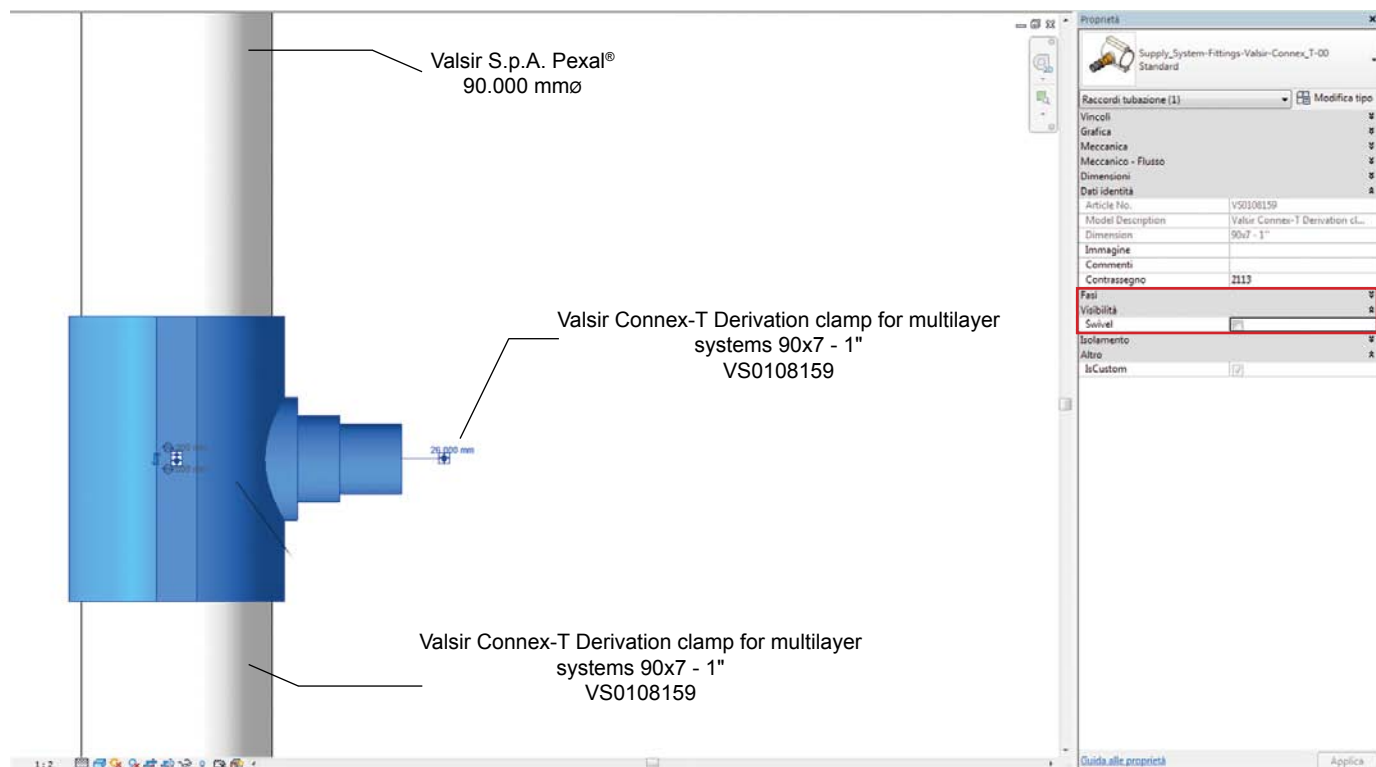 Valsir S.p.A. Pexal®
90.000 mmø
Valsir Connex-T Derivation clamp for multilayer
systems 90x7 - 1"
VS0108159
26.000 mm
Valsir Connex-T Derivation clamp for multilayer
systems 90x7 - 1"
VS0108159
1:2
Proprietà
Supply_System-Fittings-Valsir-Connex_T-00
Standard
Raccordi tubazione (1)
Modifica tipo
Vincoli
Grafica
Meccanica
Meccanico - Flusso
Dimensioni
Dati identità
Article No. VS0108159
Model Description Valsir Connex-T Derivation cl...
Dimension 90x7 - 1"
Immagine
Commenti
Contrassegno 2113
Fasi
Visibilità
Swivel
Isolamento
Altro
IsCustom
Guida alle proprietà
Applica